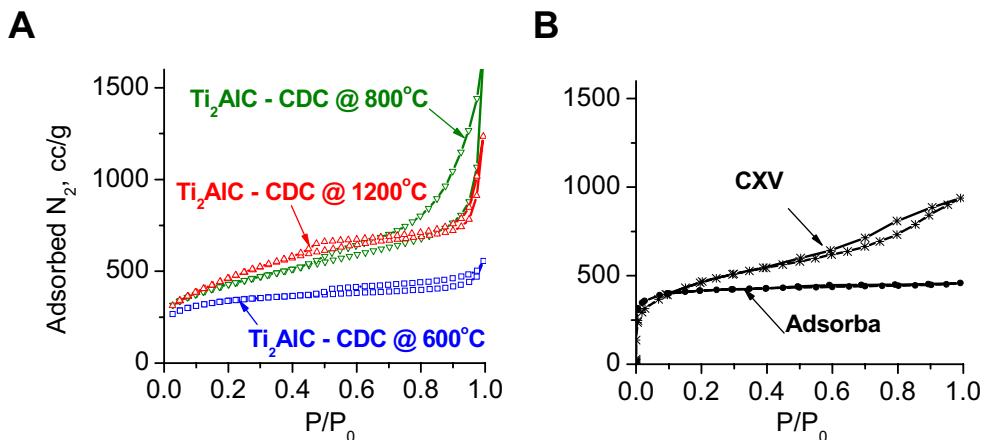 A
B
Adsorbed N₂, cc/g
1500
1000
500
0
Ti₂AlC - CDC @ 800°C
Ti₂AlC - CDC @ 1200°C
Ti₂AlC - CDC @ 600°C
0.0 0.2 0.4 0.6 0.8 1.0
P/P₀
1500
1000
500
0
CXV
Adsorba
0.0 0.2 0.4 0.6 0.8 1.0
P/P₀